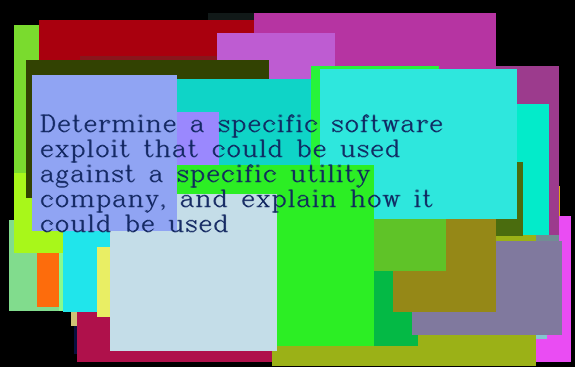 Determine a specific software
exploit that could be used
against a specific utility
company, and explain how it
could be used